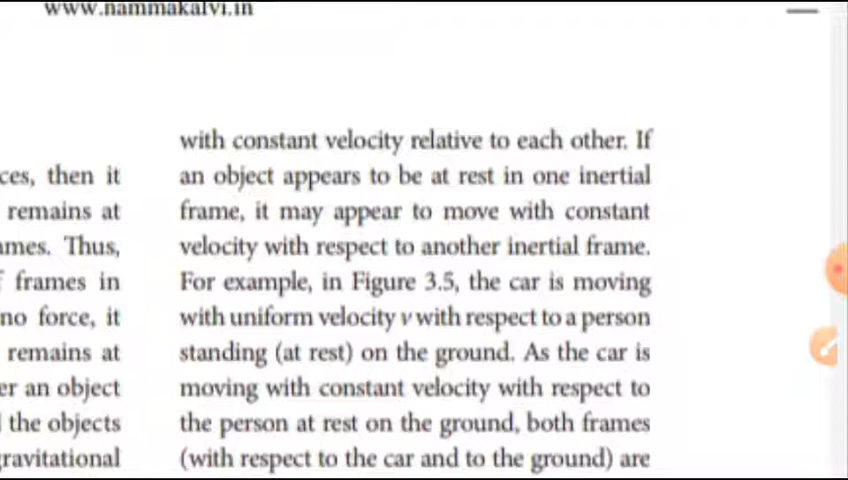 www.nammakalvi.in
ces, then it
remains at
ames. Thus,
frames in
no force, it
remains at
er an object
the objects
ravitational
with constant velocity relative to each other. If
an object appears to be at rest in one inertial
frame, it may appear to move with constant
velocity with respect to another inertial frame.
For example, in Figure 3.5, the car is moving
with uniform velocity v with respect to a person
standing (at rest) on the ground. As the car is
moving with constant velocity with respect to
the person at rest on the ground, both frames
(with respect to the car and to the ground) are